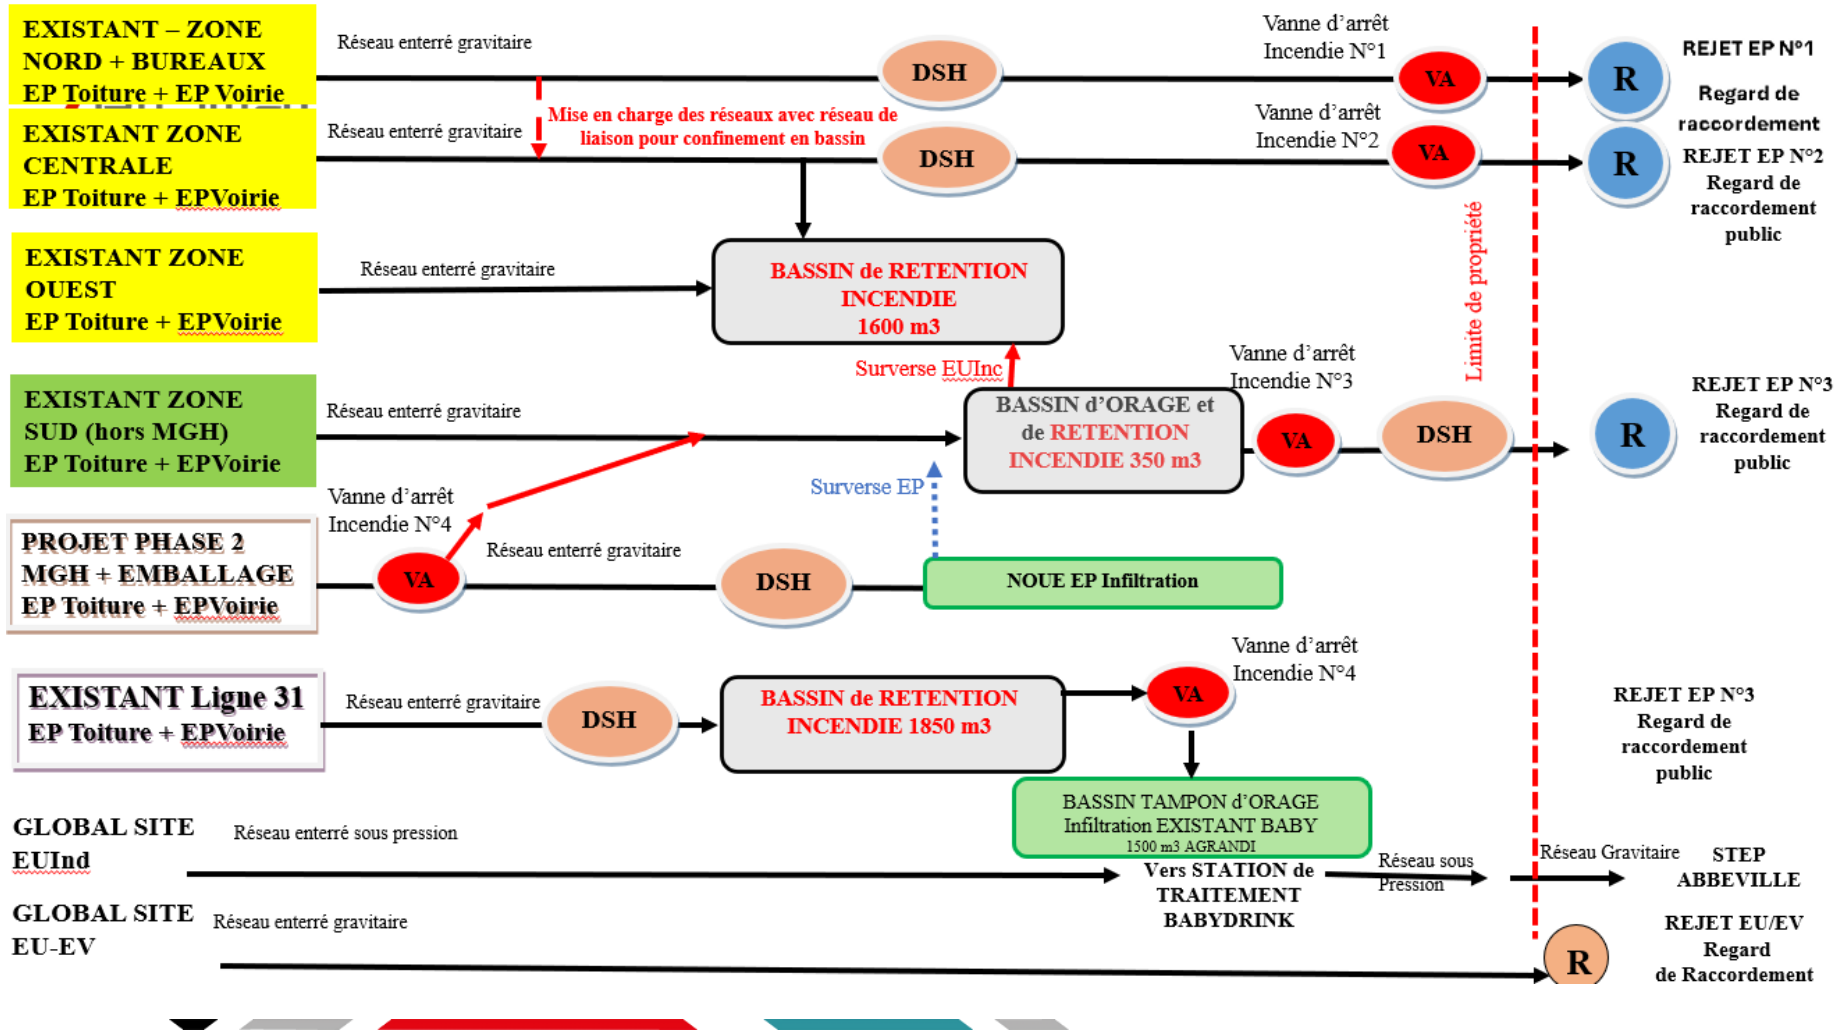 EXISTANT – ZONE
NORD + BUREAUX
EP Toiture + EP Voirie
Réseau enterré gravitaire
DSH
Vanne d’arrêt
Incendie N°1
VA
R
REJET EP N°1
Regard de
raccordement
Mise en charge des réseaux avec réseau de
liaison pour confinement en bassin
EXISTANT ZONE
CENTRALE
EP Toiture + EPVoirie
Réseau enterré gravitaire
DSH
Vanne d’arrêt
Incendie N°2
VA
R
REJET EP N°2
Regard de
raccordement
public
Limite de propriété
EXISTANT ZONE
OUEST
EP Toiture + EPVoirie
Réseau enterré gravitaire
BASSIN de RETENTION
INCENDIE
1600 m3
Surverse EUInc
EXISTANT ZONE
SUD (hors MGH)
EP Toiture + EPVoirie
Réseau enterré gravitaire
BASSIN d’ORAGE et
de RETENTION
INCENDIE 350 m3
Vanne d’arrêt
Incendie N°3
VA
DSH
R
REJET EP N°3
Regard de
raccordement
public
Surverse EP
Vanne d’arrêt
Incendie N°4
PROJET PHASE 2
MGH + EMBALLAGE
EP Toiture + EPVoirie
VA
Réseau enterré gravitaire
DSH
NOUE EP Infiltration
EXISTANT Ligne 31
EP Toiture + EPVoirie
Réseau enterré gravitaire
DSH
BASSIN de RETENTION
INCENDIE 1850 m3
Vanne d’arrêt
Incendie N°4
VA
REJET EP N°3
Regard de
raccordement
public
BASSIN TAMPON d’ORAGE
Infiltration EXISTANT BABY
1500 m3 AGRANDI
GLOBAL SITE
EUInd
Réseau enterré sous pression
Vers STATION de
TRAITEMENT
BABYDRINK
Réseau sous
Pression
Réseau Gravitaire
STEP
ABBEVILLE
GLOBAL SITE
EU-EV
Réseau enterré gravitaire
R
REJET EU/EV
Regard
de Raccordement